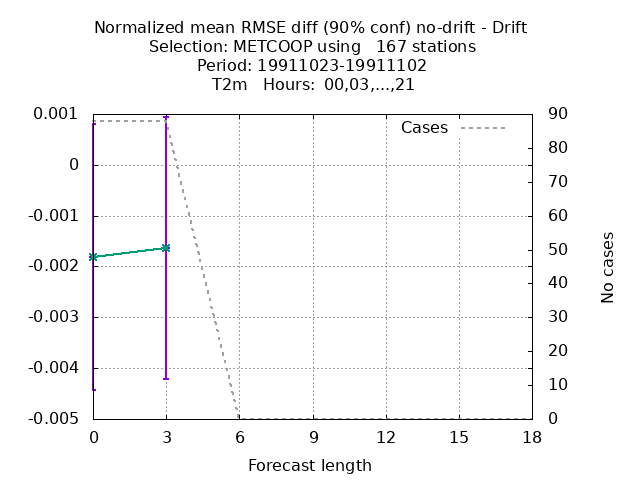 Normalized mean RMSE diff (90% conf) no-drift - Drift
Selection: METCOOP using   167 stations
Period: 19911023-19911102
T2m   Hours:  00,03,...,21
Cases
0.001
0
-0.001
-0.002
-0.003
-0.004
-0.005
90
80
70
60
50
40
30
20
10
0
No cases
0 3 6 9 12 15 18
Forecast length